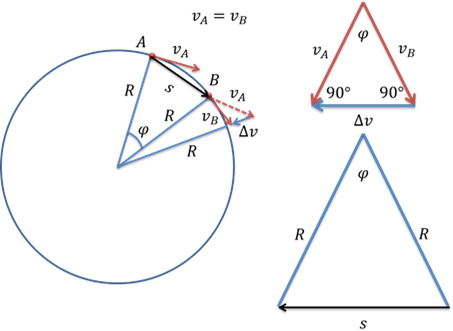 v_A = v_B
A
v_A
s
B
R
R
v_A
v_B
φ
Δv
R
φ
v_A
v_B
90°
90°
Δv
φ
R
R
s